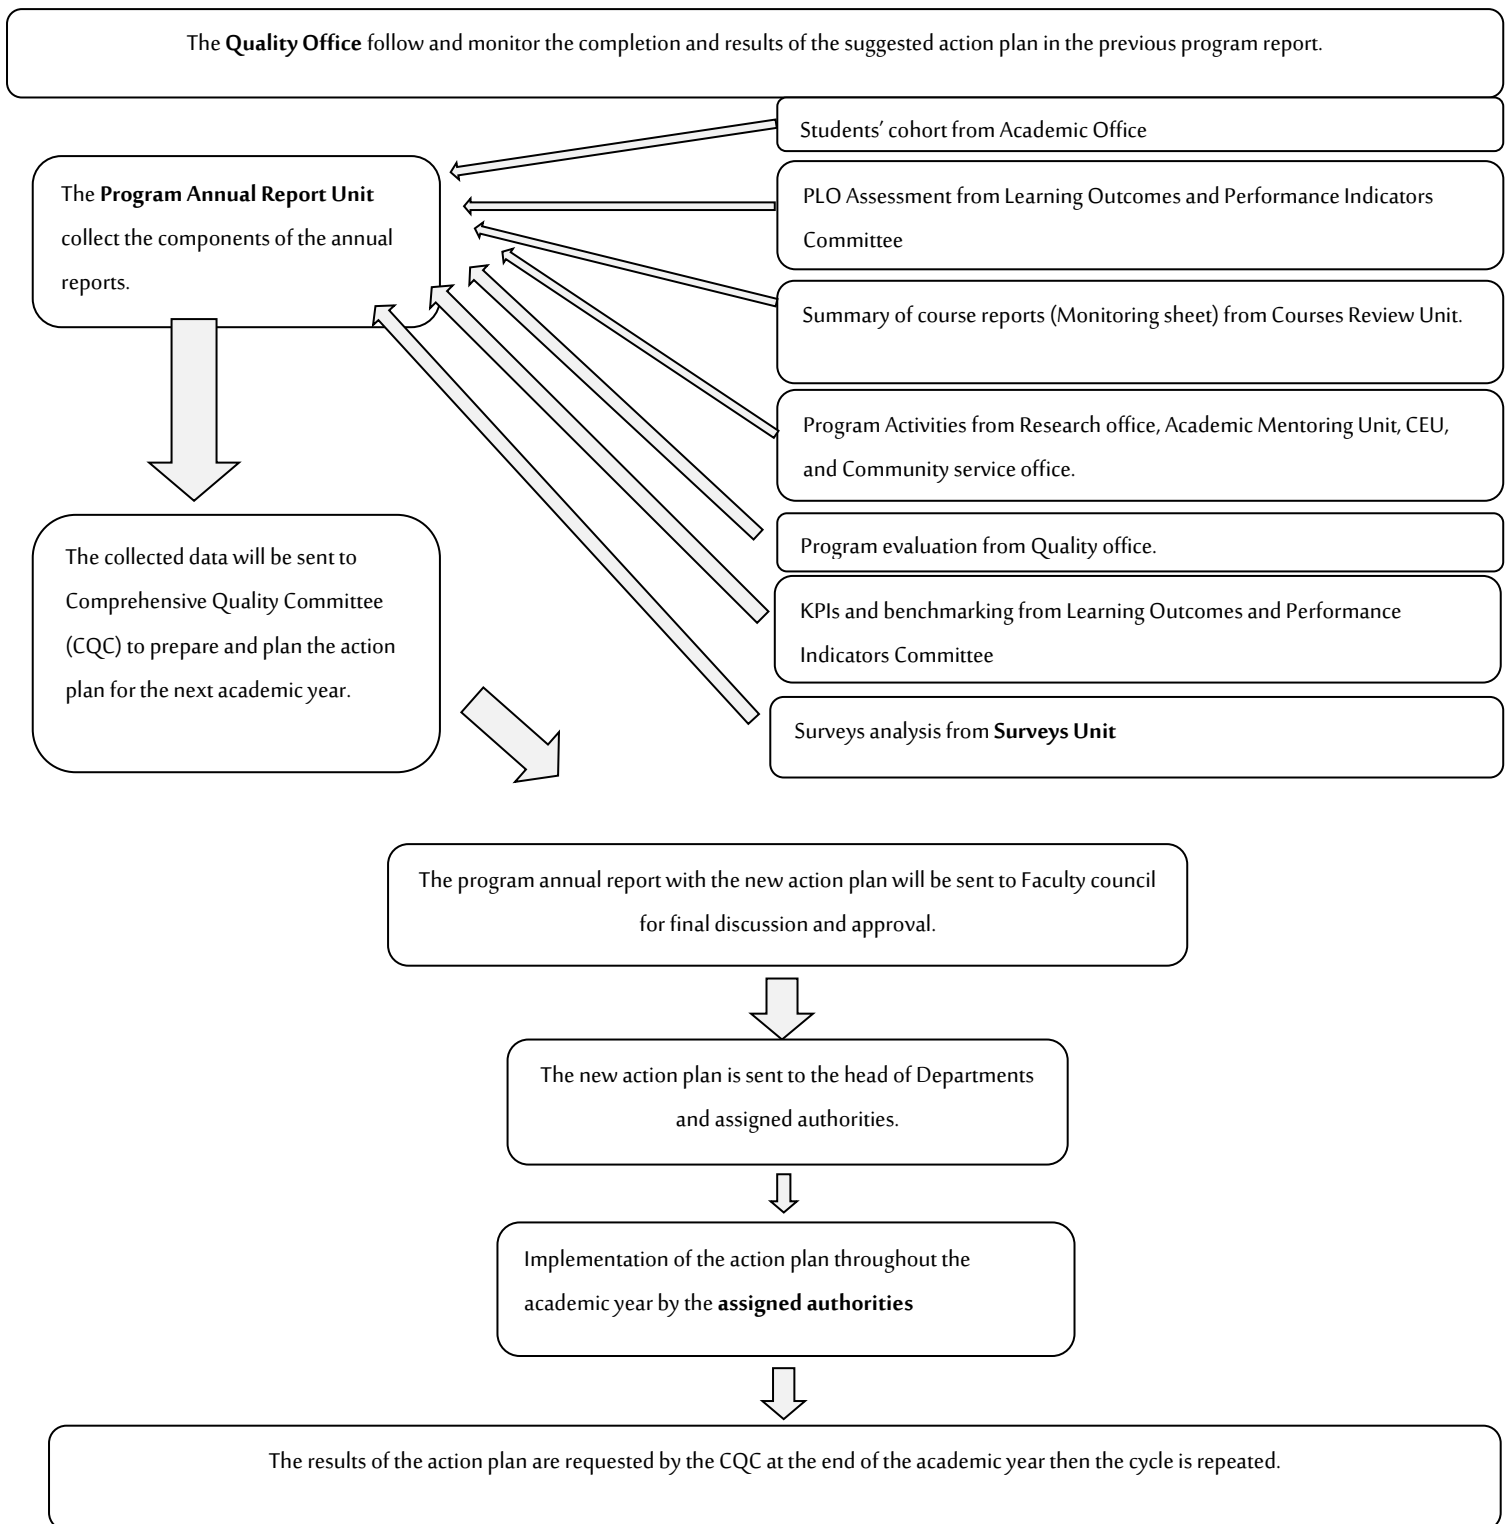 The Quality Office follow and monitor the completion and results of the suggested action plan in the previous program report.
Students’ cohort from Academic Office
The Program Annual Report Unit
collect the components of the annual
reports.
PLO Assessment from Learning Outcomes and Performance Indicators
Committee
Summary of course reports (Monitoring sheet) from Courses Review Unit.
Program Activities from Research office, Academic Mentoring Unit, CEU,
and Community service office.
Program evaluation from Quality office.
KPIs and benchmarking from Learning Outcomes and Performance
Indicators Committee
Surveys analysis from Surveys Unit
The collected data will be sent to
Comprehensive Quality Committee
(CQC) to prepare and plan the action
plan for the next academic year.
The program annual report with the new action plan will be sent to Faculty council
for final discussion and approval.
The new action plan is sent to the head of Departments
and assigned authorities.
Implementation of the action plan throughout the
academic year by the assigned authorities
The results of the action plan are requested by the CQC at the end of the academic year then the cycle is repeated.